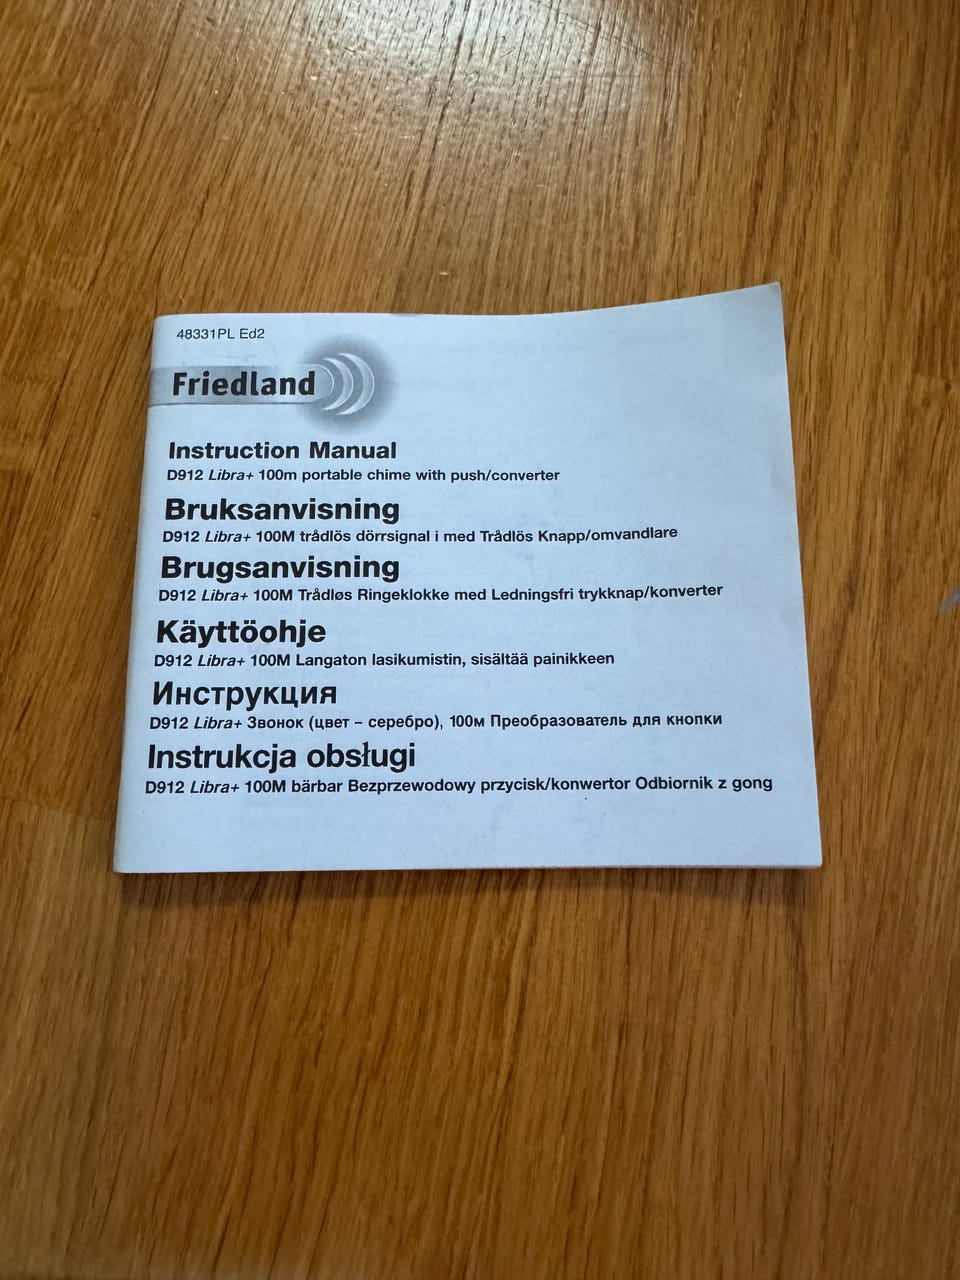 48331PL Ed2
Friedland
Instruction Manual
D912 Libra+ 100m portable chime with push/converter
Bruksanvisning
D912 Libra+ 100M trådlös dörrsignal i med Trådlös Knapp/omvandlare
Brugsanvisning
D912 Libra+ 100M Trådløs Ringeklokke med Ledningsfri trykknap/konverter
Käyttöohje
D912 Libra+ 100M Langaton lasikumistin, sisältää painikkeen
Инструкция
D912 Libra+ Звонок (цвет – серебро), 100м Преобразователь для кнопки
Instrukcja obsługi
D912 Libra+ 100M bärbar Bezprzewodowy przycisk/konwertor Odbiornik z gong